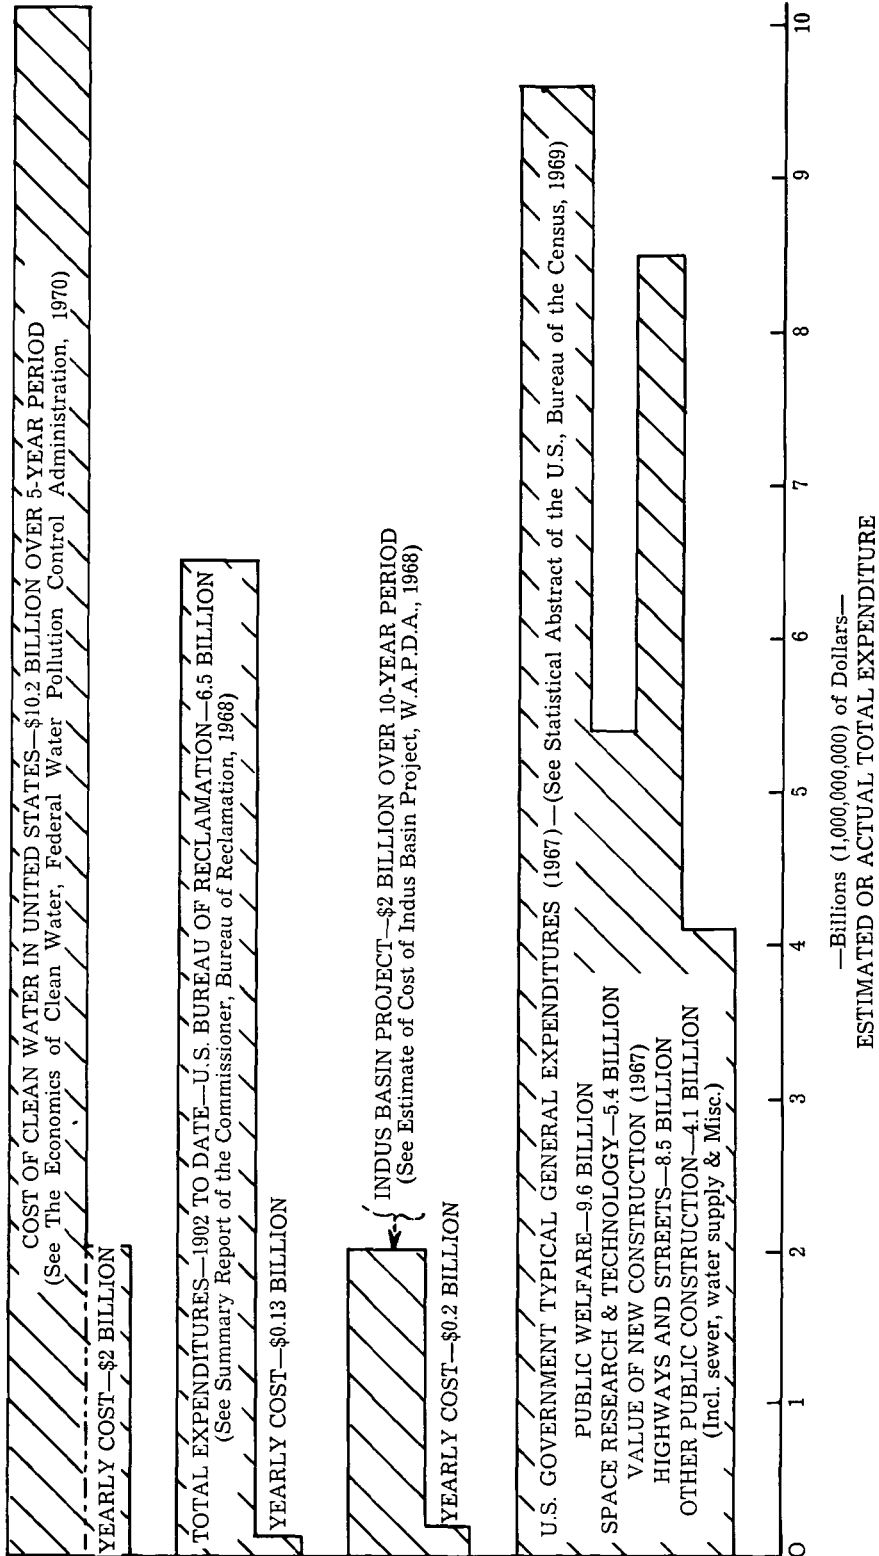 COST OF CLEAN WATER IN UNITED STATES—$10.2 BILLION OVER 5-YEAR PERIOD
(See The Economics of Clean Water, Federal Water Pollution Control Administration, 1970)
YEARLY COST—$2 BILLION
TOTAL EXPENDITURES—1902 TO DATE—U.S. BUREAU OF RECLAMATION—6.5 BILLION
(See Summary Report of the Commissioner, Bureau of Reclamation, 1968)
YEARLY COST—$0.13 BILLION
INDUS BASIN PROJECT—$2 BILLION OVER 10-YEAR PERIOD
(See Estimate of Cost of Indus Basin Project, W.A.P.D.A., 1968)
YEARLY COST—$0.2 BILLION
U.S. GOVERNMENT TYPICAL GENERAL EXPENDITURES (1967)—(See Statistical Abstract of the U.S., Bureau of the Census, 1969)
PUBLIC WELFARE—9.6 BILLION
SPACE RESEARCH & TECHNOLOGY—5.4 BILLION
VALUE OF NEW CONSTRUCTION (1967)
HIGHWAYS AND STREETS—8.5 BILLION
OTHER PUBLIC CONSTRUCTION—4.1 BILLION
(Incl. sewer, water supply & Misc.)
0 1 2 3 4 5 6 7 8 9 10
—Billions (1,000,000,000) of Dollars—
ESTIMATED OR ACTUAL TOTAL EXPENDITURE